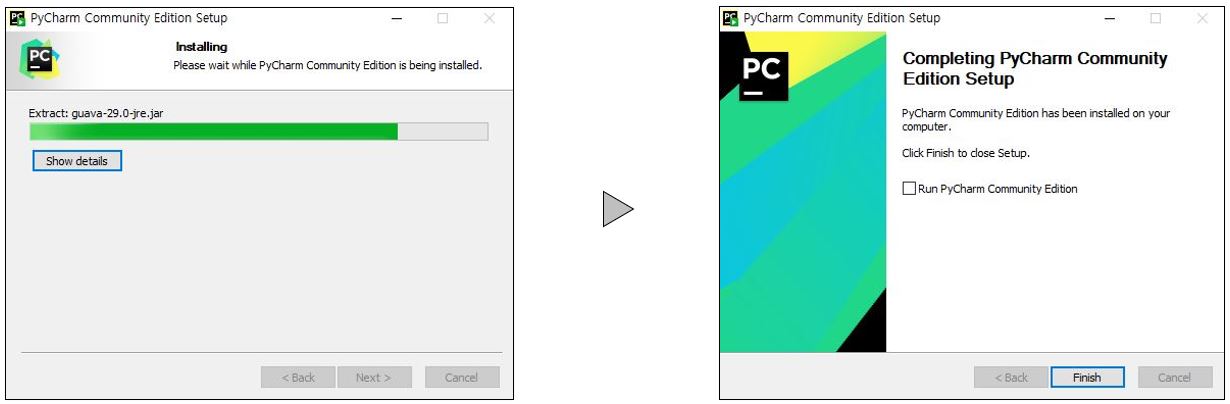 PC
PyCharm Community Edition Setup
Installing
Please wait while PyCharm Community Edition is being installed.
PC
Extract: guava-29.0-jre.jar
Show details
< Back
Next >
Cancel
PC
PyCharm Community Edition Setup
PC
Completing PyCharm Community
Edition Setup
PyCharm Community Edition has been installed on your
computer.
Click Finish to close Setup.
Run PyCharm Community Edition
< Back
Finish
Cancel